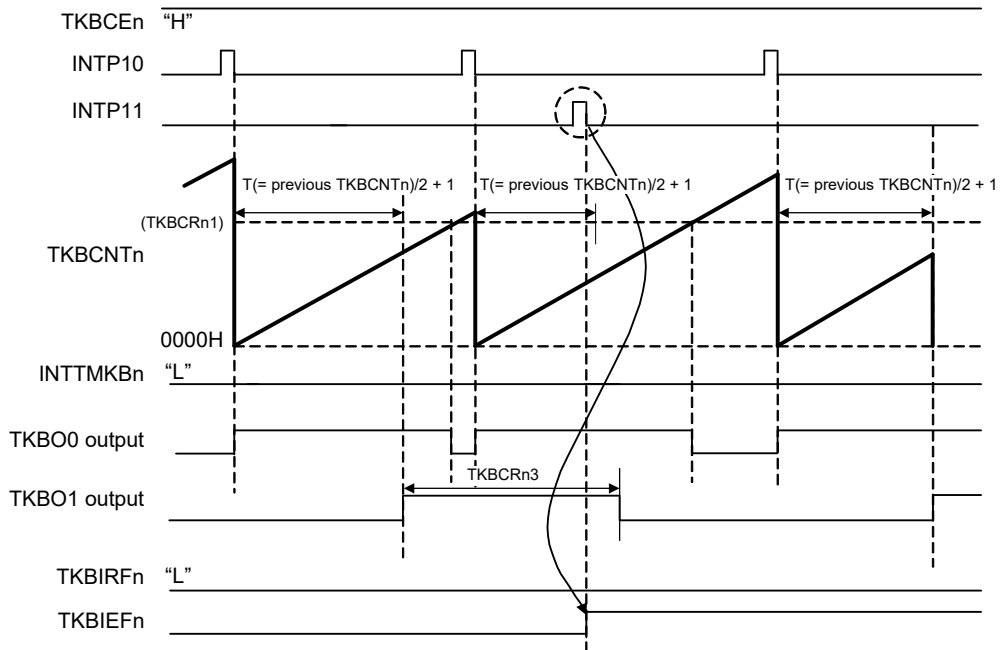 TKBCEn "H"
INTP10
INTP11
T(= previous TKBCNTn)/2 + 1 T(= previous TKBCNTn)/2 + 1 T(= previous TKBCNTn)/2 + 1
(TKBCRn1)
TKBCNTn
0000H
INTTMKBn "L"
TKBO0 output
TKBCRn3
TKBO1 output
TKBIRFn "L"
TKBIEFn